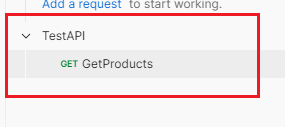 Add a request to start working.
TestAPI
GET GetProducts